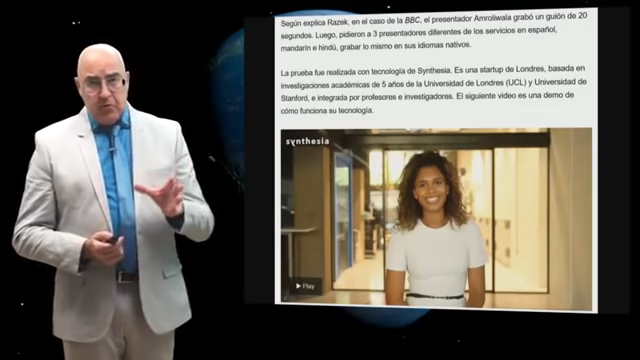 Según explica Razek, en el caso de la BBC, el presentador Amroliwala grabó un guión de 20
segundos. Luego, pidieron a 3 presentadores diferentes de los servicios en español,
mandarín e hindú, grabar lo mismo en sus idiomas nativos.
La prueba fue realizada con tecnología de Synthesia. Es una startup de Londres, basada en
investigaciones académicas de 5 años de la Universidad de Londres (UCL) y Universidad de
Stanford, e integrada por profesores e investigadores. El siguiente video es una demo de
cómo funciona su tecnología.
synthesia
Play